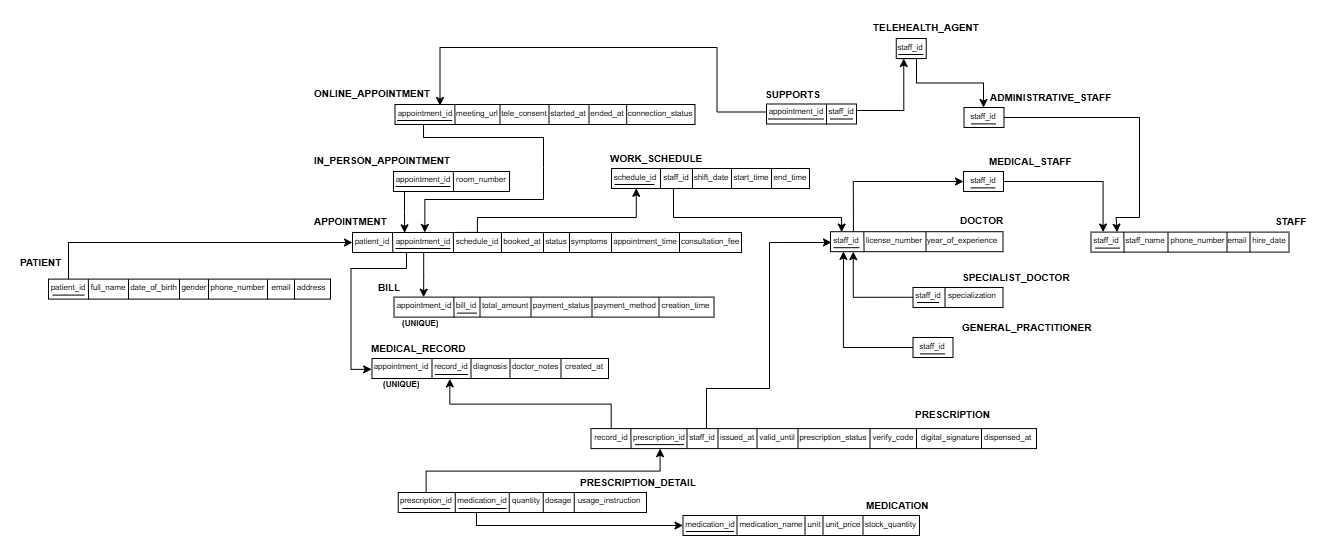 TELEHEALTH_AGENT
staff_id
ONLINE_APPOINTMENT
appointment_id meeting_url tele_consent started_at ended_at connection_status
SUPPORTS
appointment_id staff_id
ADMINISTRATIVE_STAFF
staff_id
IN_PERSON_APPOINTMENT
appointment_id room_number
WORK_SCHEDULE
schedule_id staff_id shift_date start_time end_time
MEDICAL_STAFF
staff_id
APPOINTMENT
patient_id appointment_id schedule_id booked_at status symptoms appointment_time consultation_fee
DOCTOR
staff_id license_number year_of_experience
STAFF
staff_id staff_name phone_number email hire_date
PATIENT
patient_id full_name date_of_birth gender phone_number email address
BILL
appointment_id bill_id total_amount payment_status payment_method creation_time
(UNIQUE)
SPECIALIST_DOCTOR
staff_id specialization
GENERAL_PRACTITIONER
staff_id
MEDICAL_RECORD
appointment_id record_id diagnosis doctor_notes created_at
(UNIQUE)
PRESCRIPTION
record_id prescription_id staff_id issued_at valid_until prescription_status verify_code digital_signature dispensed_at
PRESCRIPTION_DETAIL
prescription_id medication_id quantity dosage usage_instruction
MEDICATION
medication_id medication_name unit unit_price stock_quantity